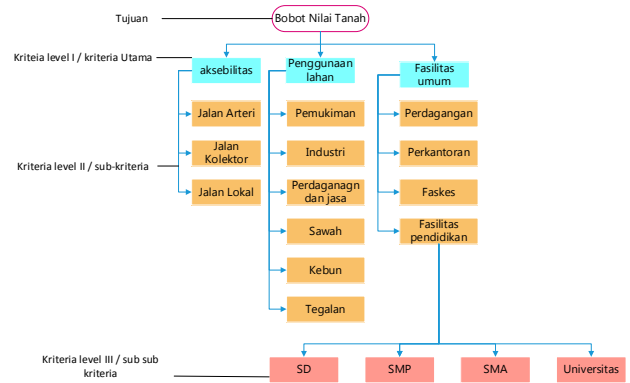 Tujuan
Bobot Nilai Tanah
Kriteia level I / kriteria Utama
aksebilitas
Penggunaan
lahan
Fasilitas
umum
Jalan Arteri
Pemukiman
Perdagangan
Kriteria level II / sub-kriteria
Jalan
Kolektor
Industri
Perkantoran
Jalan Lokal
Perdaganagn
dan jasa
Faskes
Sawah
Fasilitas
pendidikan
Kebun
Tegalan
Kriteria level III / sub sub
kriteria
SD
SMP
SMA
Universitas